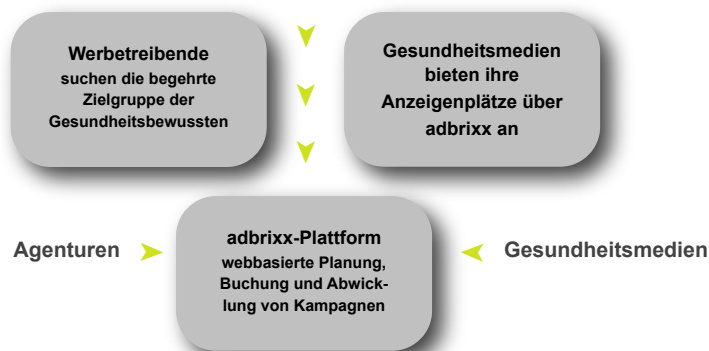 Werbetreibende
suchen die begehrte
Zielgruppe der
Gesundheitsbewussten
Gesundheitsmedien
bieten ihre
Anzeigenplätze über
adbrixx an
Agenturen
adbrixx-Plattform
webbasierte Planung,
Buchung und Abwick-
lung von Kampagnen
Gesundheitsmedien